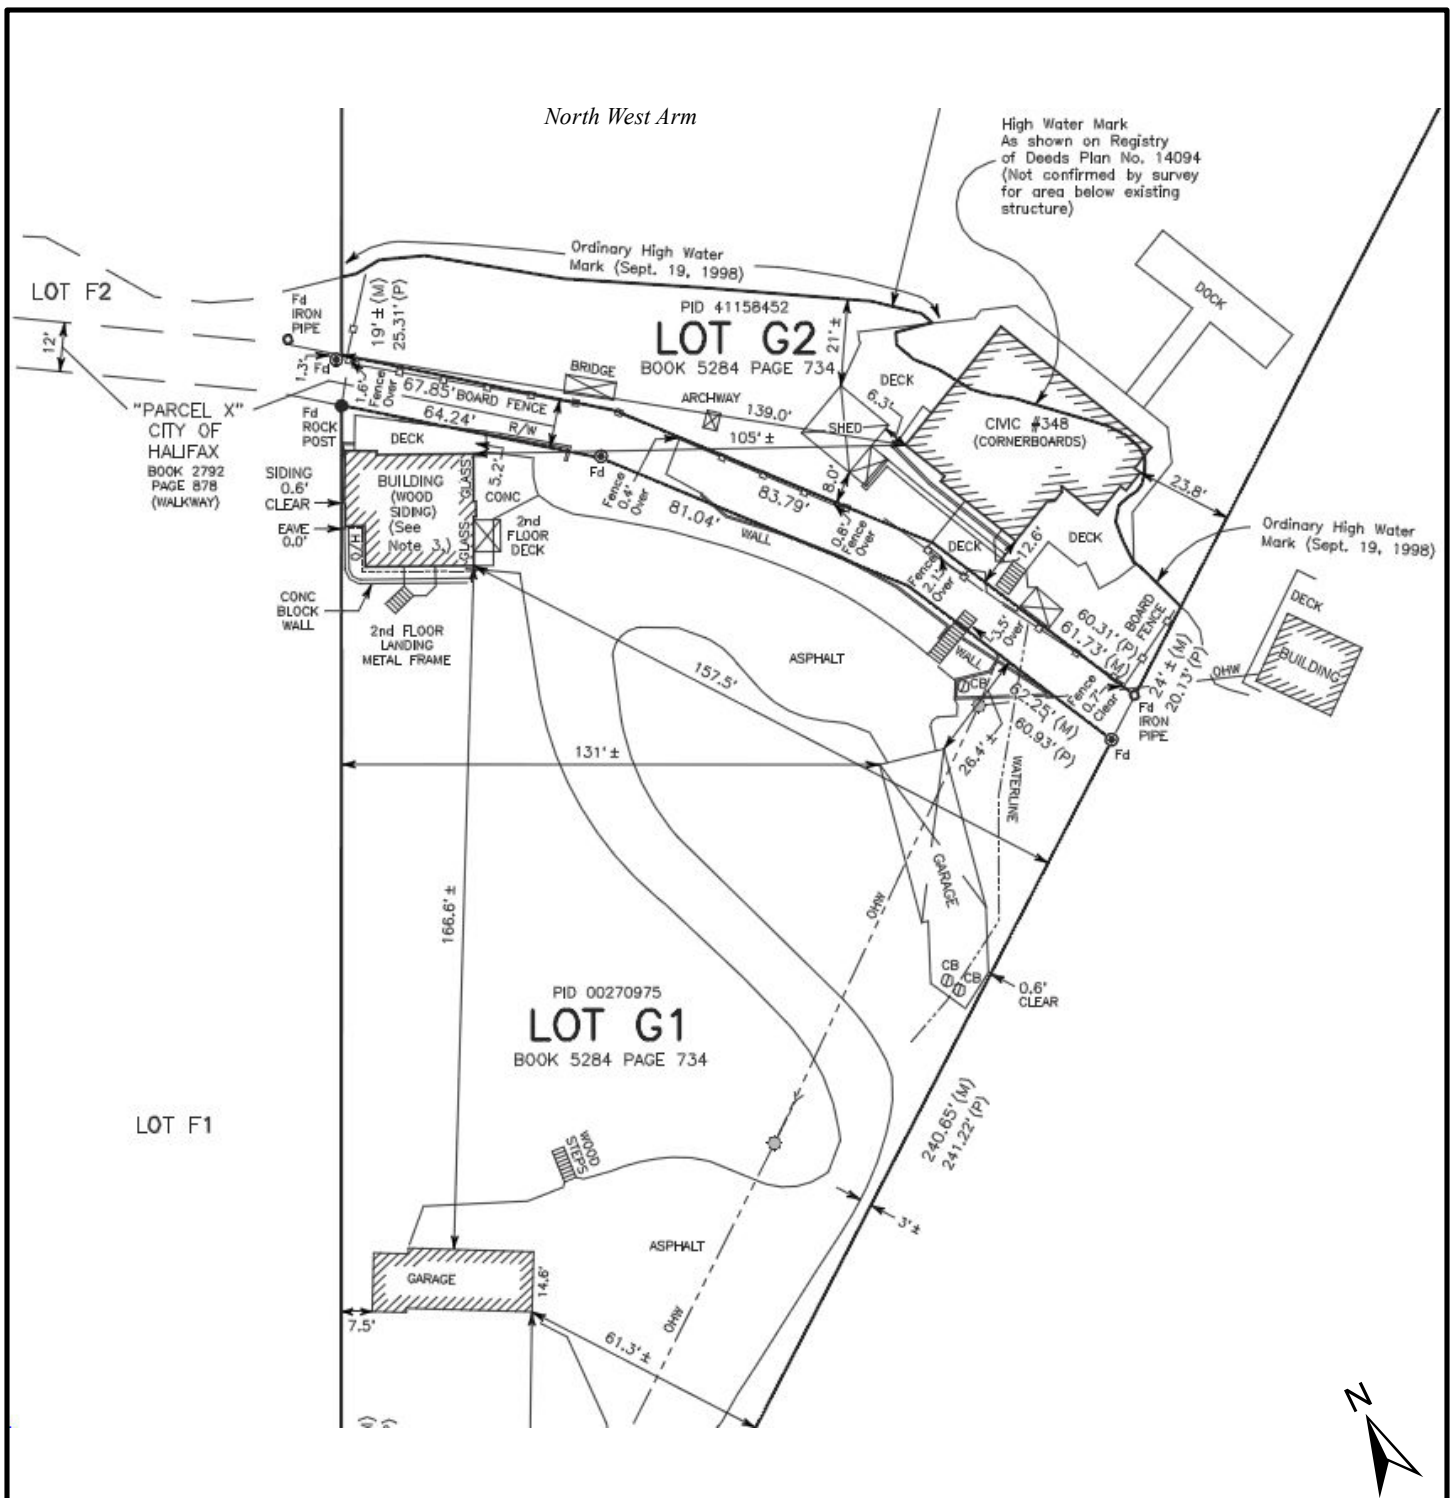 North West Arm
High Water Mark
As shown on Registry
of Deeds Plan No. 14094
(Not confirmed by survey
for area below existing
structure)
Ordinary High Water
Mark (Sept. 19, 1998)
DOCK
LOT F2
12'
Fd
IRON
PIPE
19' ± (M)
25.31' (P)
PID 41158452
LOT G2
BOOK 5284 PAGE 734
21' ±
1.3'
Fd
1.6'
Fence
Over
67.85'
BOARD FENCE
BRIDGE
64.24'
R/W
ARCHWAY
139.0'
105' ±
DECK
6.3'
SHED
8.0'
CIVIC #348
(CORNERBOARDS)
23.8'
"PARCEL X"
CITY OF
HALIFAX
BOOK 2792
PAGE 878
(WALKWAY)
Fd
ROCK
POST
DECK
Fd
SIDING
0.6'
CLEAR
EAVE
0.0'
O/H
BUILDING
(WOOD
SIDING)
(See
Note 3.)
GLASS
GLASS
5.2'
CONC
2nd
FLOOR
DECK
Fence
0.4'
Over
81.04'
83.79'
WALL
0.8'
Fence
Over
DECK
12.6'
DECK
Fence
2.1'
Over
3.5'
Over
Ordinary High Water
Mark (Sept. 19, 1998)
CONC
BLOCK
WALL
2nd FLOOR
LANDING
METAL FRAME
ASPHALT
WALL
CB
60.31' (P)
61.73' (M)
BOARD
FENCE
24' ± (M)
20.13' (P)
OHW
DECK
BUILDING
Fence
0.7'
Clear
Fd
IRON
PIPE
62.25' (M)
60.93' (P)
Fd
157.5'
131' ±
26.4' ±
WATERLINE
GARAGE
OHW
166.6' ±
CB
CB
0.6'
CLEAR
PID 00270975
LOT G1
BOOK 5284 PAGE 734
LOT F1
240.65' (M)
241.22' (P)
WOOD
STEPS
3' ±
ASPHALT
GARAGE
14.6'
7.5'
61.3' ±
OHW
N